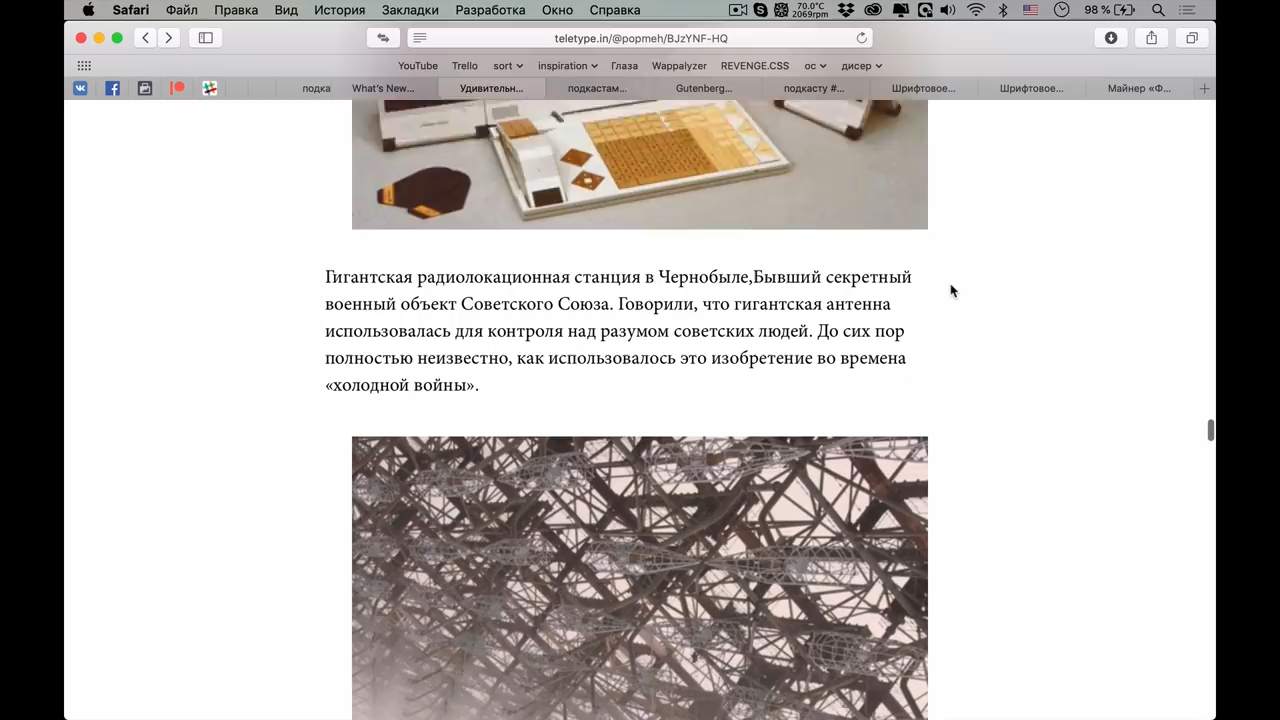 Safari Файл Правка Вид История Закладки Разработка Окно Справка 70.0°C 2069rpm 98 %
teletype.in/@popmeh/BJzYNF-HQ
YouTube Trello sort inspiration Глаза Wappalyzer REVENGE.CSS ос дисер
подка What's New... Удивительн... подкастам... Gutenberg... подкасту #... Шрифтовое... Шрифтовое... Майнер «Ф...
Гигантская радиолокационная станция в Чернобыле,Бывший секретный
военный объект Советского Союза. Говорили, что гигантская антенна
использовалась для контроля над разумом советских людей. До сих пор
полностью неизвестно, как использовалось это изобретение во времена
«холодной войны».